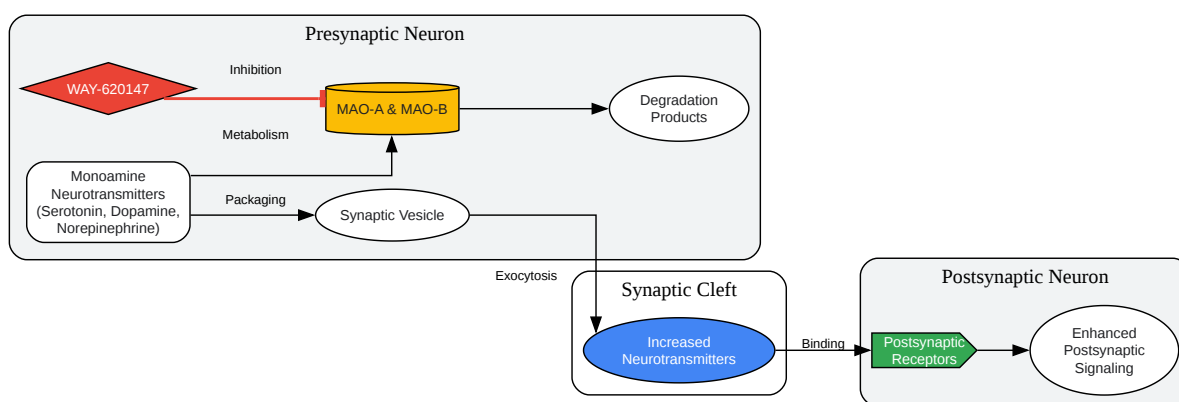 Presynaptic Neuron
WAY-620147
Inhibition
MAO-A & MAO-B
Degradation
Products
Metabolism
Monoamine
Neurotransmitters
(Serotonin, Dopamine,
Norepinephrine)
Packaging
Synaptic Vesicle
Exocytosis
Synaptic Cleft
Increased
Neurotransmitters
Binding
Postsynaptic Neuron
Postsynaptic
Receptors
Enhanced
Postsynaptic
Signaling